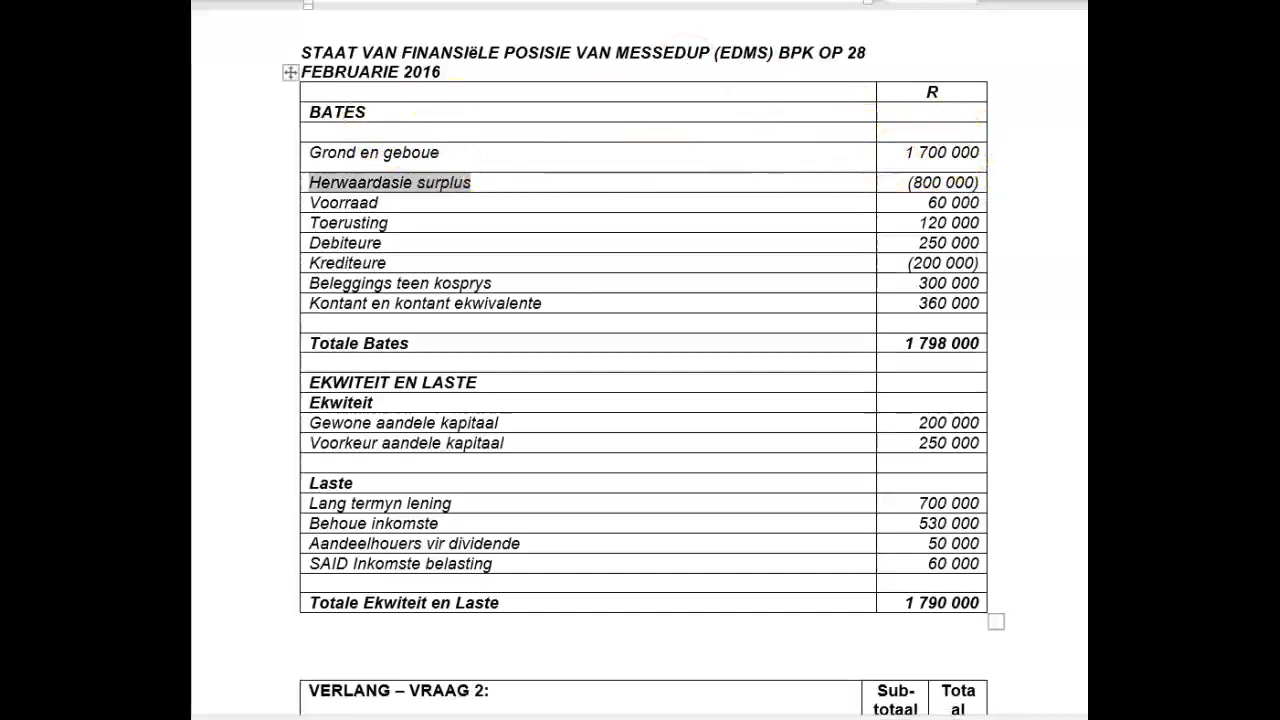 STAAT VAN FINANSIëLE POSISIE VAN MESSEDUP (EDMS) BPK OP 28
FEBRUARIE 2016
R
BATES
Grond en geboue 1 700 000
Herwaardasie surplus (800 000)
Voorraad 60 000
Toerusting 120 000
Debiteure 250 000
Krediteure (200 000)
Beleggings teen kosprys 300 000
Kontant en kontant ekwivalente 360 000
Totale Bates 1 798 000
EKWITEIT EN LASTE
Ekwiteit
Gewone aandele kapitaal 200 000
Voorkeur aandele kapitaal 250 000
Laste
Lang termyn lening 700 000
Behoue inkomste 530 000
Aandeelhouers vir dividende 50 000
SAID Inkomste belasting 60 000
Totale Ekwiteit en Laste 1 790 000
VERLANG – VRAAG 2: Sub- Tota
totaal al